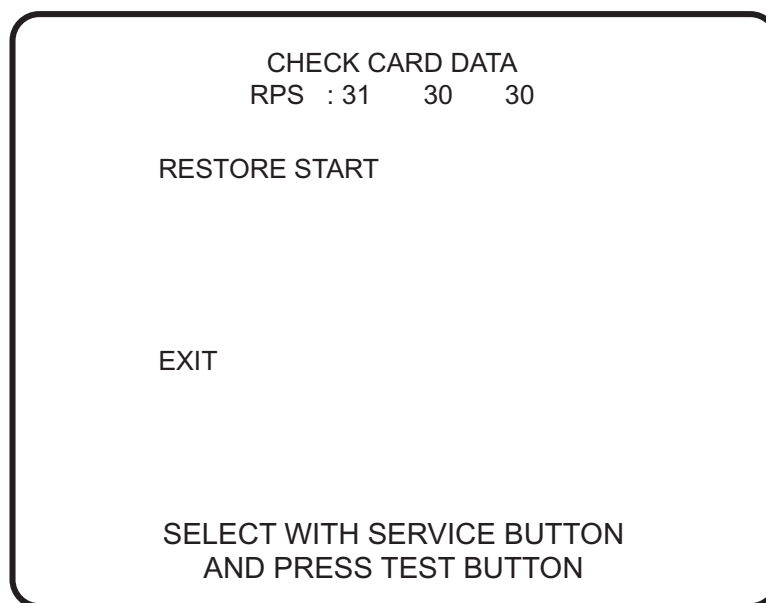 CHECK CARD DATA
RPS : 31 30 30
RESTORE START
EXIT
SELECT WITH SERVICE BUTTON
AND PRESS TEST BUTTON